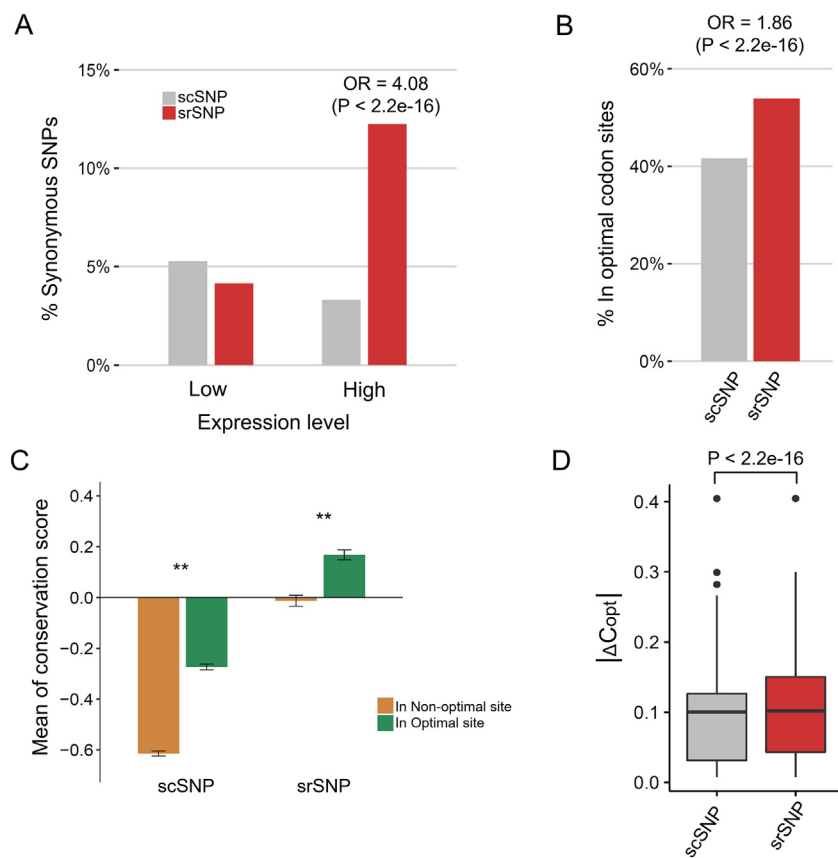 A
OR = 4.08
(P < 2.2e-16)
scSNP
srSNP
% Synonymous SNPs
15%
10%
5%
0%
Low
High
Expression level
B
OR = 1.86
(P < 2.2e-16)
% In optimal codon sites
60%
40%
20%
0%
scSNP
srSNP
C
Mean of conservation score
0.4
0.2
0.0
−0.2
−0.4
−0.6
**
**
In Non-optimal site
In Optimal site
scSNP
srSNP
D
P < 2.2e-16
|ΔCopt|
0.4
0.3
0.2
0.1
0.0
scSNP
srSNP